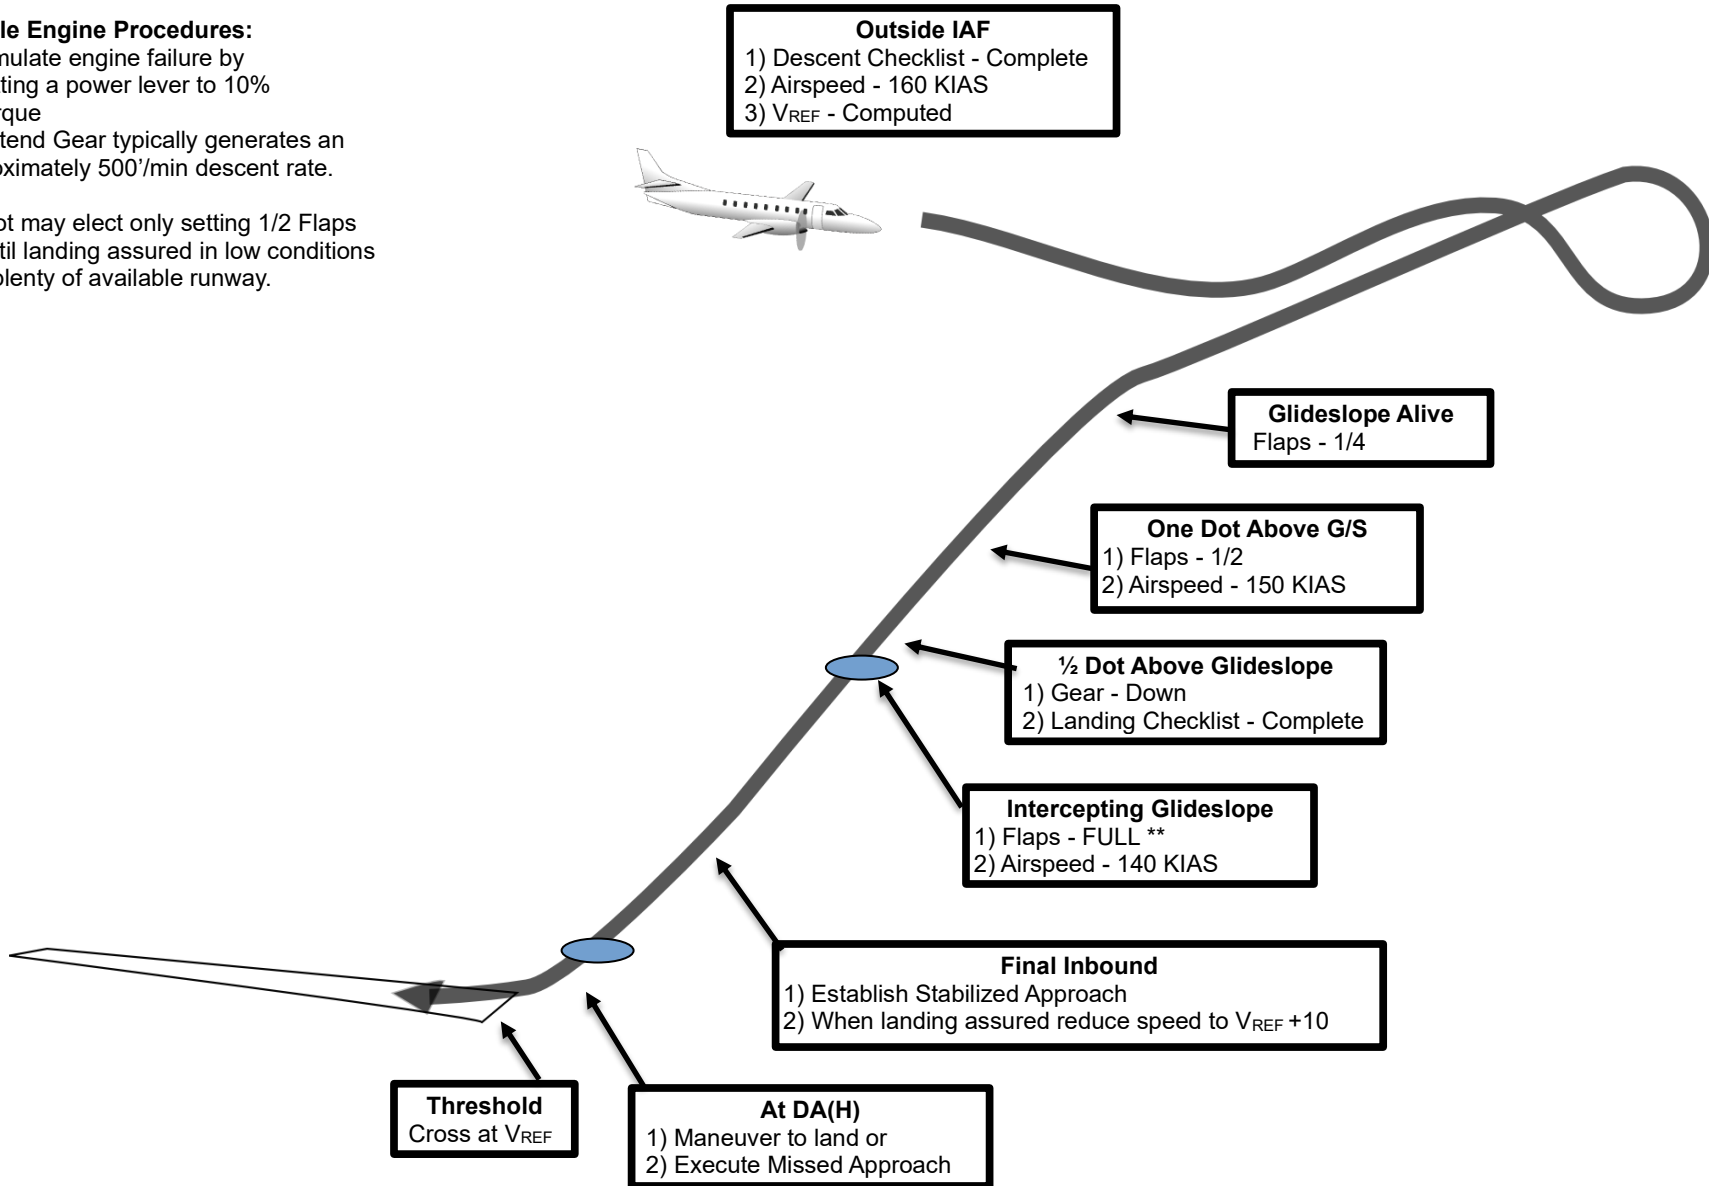 le Engine Procedures:
mulate engine failure by
tting a power lever to 10%
rque
tend Gear typically generates an
oximately 500’/min descent rate.
ot may elect only setting 1/2 Flaps
til landing assured in low conditions
plenty of available runway.
Outside IAF
1) Descent Checklist - Complete
2) Airspeed - 160 KIAS
3) VREF - Computed
Glideslope Alive
Flaps - 1/4
One Dot Above G/S
1) Flaps - 1/2
2) Airspeed - 150 KIAS
½ Dot Above Glideslope
1) Gear - Down
2) Landing Checklist - Complete
Intercepting Glideslope
1) Flaps - FULL **
2) Airspeed - 140 KIAS
Final Inbound
1) Establish Stabilized Approach
2) When landing assured reduce speed to VREF +10
At DA(H)
1) Maneuver to land or
2) Execute Missed Approach
Threshold
Cross at VREF